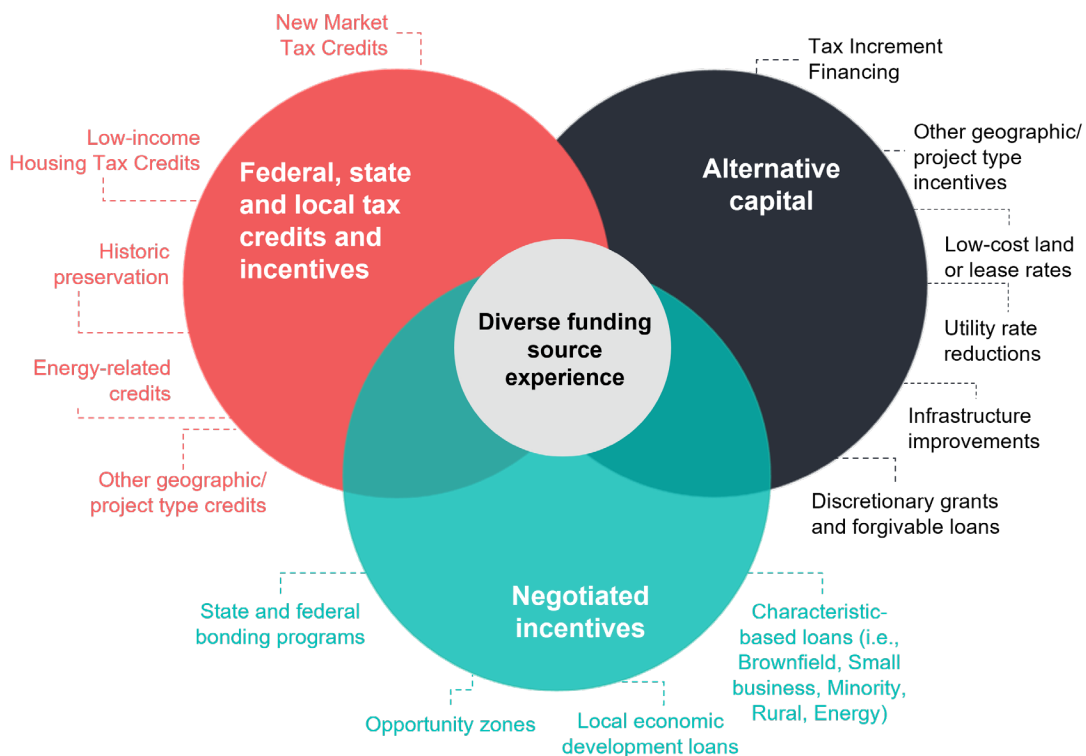 New Market
Tax Credits
Low-income
Housing Tax Credits
Historic
preservation
Energy-related
credits
Other geographic/
project type credits
Federal, state
and local tax
credits and
incentives
Alternative
capital
Tax Increment
Financing
Other geographic/
project type
incentives
Low-cost land
or lease rates
Utility rate
reductions
Infrastructure
improvements
Discretionary grants
and forgivable loans
Diverse funding
source
experience
Negotiated
incentives
State and federal
bonding programs
Opportunity zones
Local economic
development loans
Characteristic-
based loans (i.e.,
Brownfield, Small
business, Minority,
Rural, Energy)